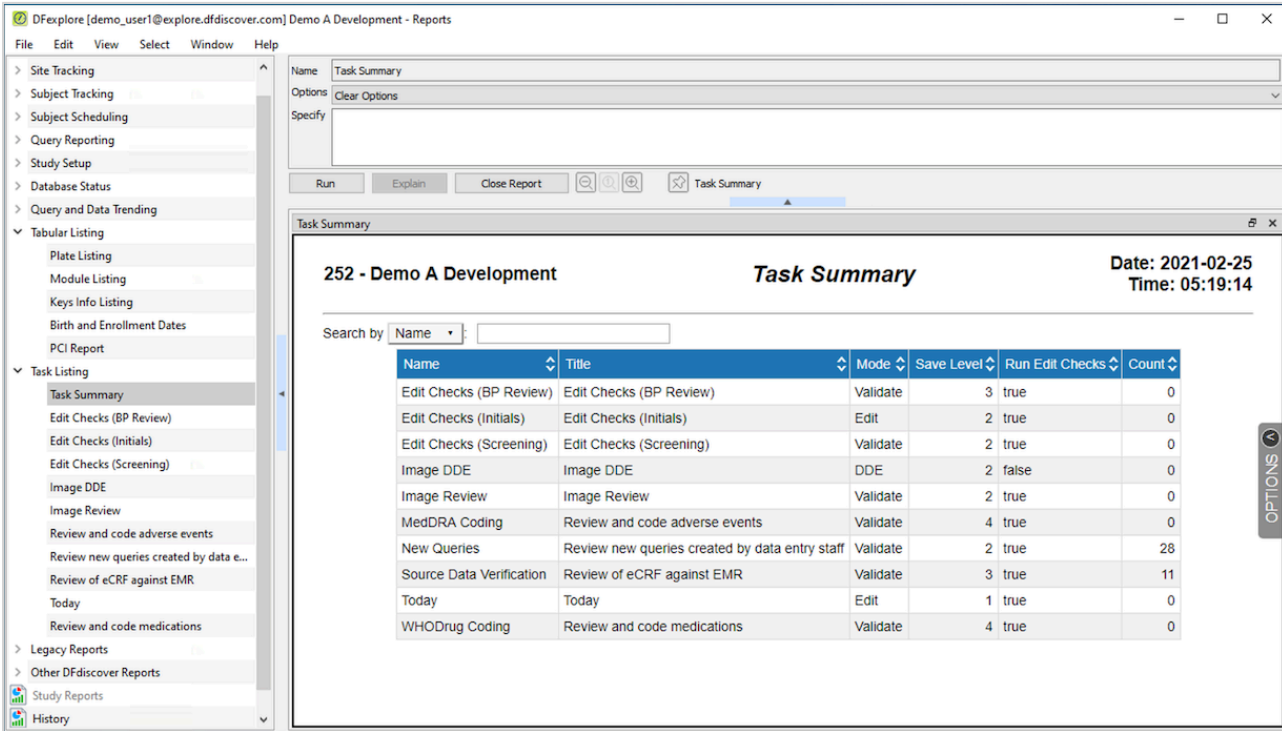 DFexplore [demo_user1@explore.dfdiscover.com] Demo A Development - Reports
File Edit View Select Window Help
Site Tracking
Subject Tracking
Subject Scheduling
Query Reporting
Study Setup
Database Status
Query and Data Trending
Tabular Listing
Plate Listing
Module Listing
Keys Info Listing
Birth and Enrollment Dates
PCI Report
Task Listing
Task Summary
Edit Checks (BP Review)
Edit Checks (Initials)
Edit Checks (Screening)
Image DDE
Image Review
Review and code adverse events
Review new queries created by data e...
Review of eCRF against EMR
Today
Review and code medications
Legacy Reports
Other DFdiscover Reports
Study Reports
History
Name Task Summary
Options Clear Options
Specify
Run Explain Close Report Task Summary
Task Summary
252 - Demo A Development Task Summary Date: 2021-02-25
Time: 05:19:14
Search by Name :
Name Title Mode Save Level Run Edit Checks Count
Edit Checks (BP Review) Edit Checks (BP Review) Validate 3 true 0
Edit Checks (Initials) Edit Checks (Initials) Edit 2 true 0
Edit Checks (Screening) Edit Checks (Screening) Validate 2 true 0
Image DDE Image DDE DDE 2 false 0
Image Review Image Review Validate 2 true 0
MedDRA Coding Review and code adverse events Validate 4 true 0
New Queries Review new queries created by data entry staff Validate 2 true 28
Source Data Verification Review of eCRF against EMR Validate 3 true 11
Today Today Edit 1 true 0
WHODrug Coding Review and code medications Validate 4 true 0
OPTIONS